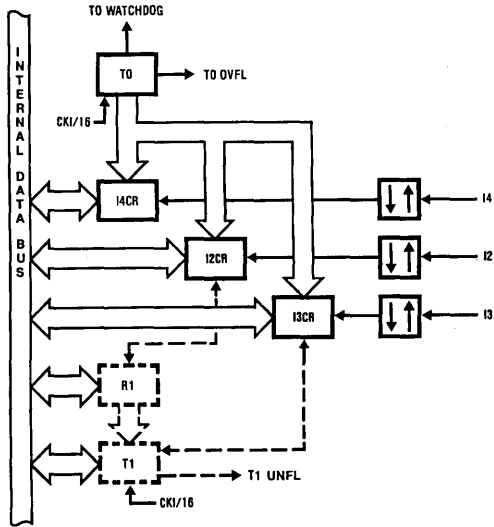 TO WATCHDOG
INTERNAL DATA BUS
T0
TO OVFL
CKI/16
I4CR
I4
I2CR
I2
I3CR
I3
R1
T1
T1 UNFL
CKI/16